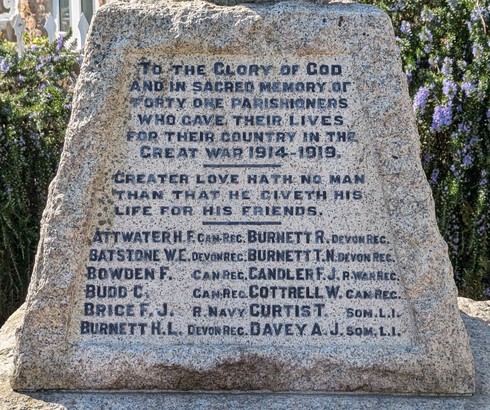 To the Glory of God
and in sacred memory of
forty one parishioners
who gave their lives
for their country in the
Great War 1914–1919.
Greater love hath no man
than that he giveth his
life for his friends.
Attwater H.F. Can. Reg. Burnett R. Devon Reg.
Batstone W.E. Devon Reg. Burnett T.N. Devon Reg.
Bowden F. Can Reg. Candler F.J. R. War Reg.
Budd C. Can. Reg. Cottrell W. Can. Reg.
Brice F.J. R. Navy Curtis T. Som. L.I.
Burnett H.L. Devon Reg. Davey A.J. Som. L.I.